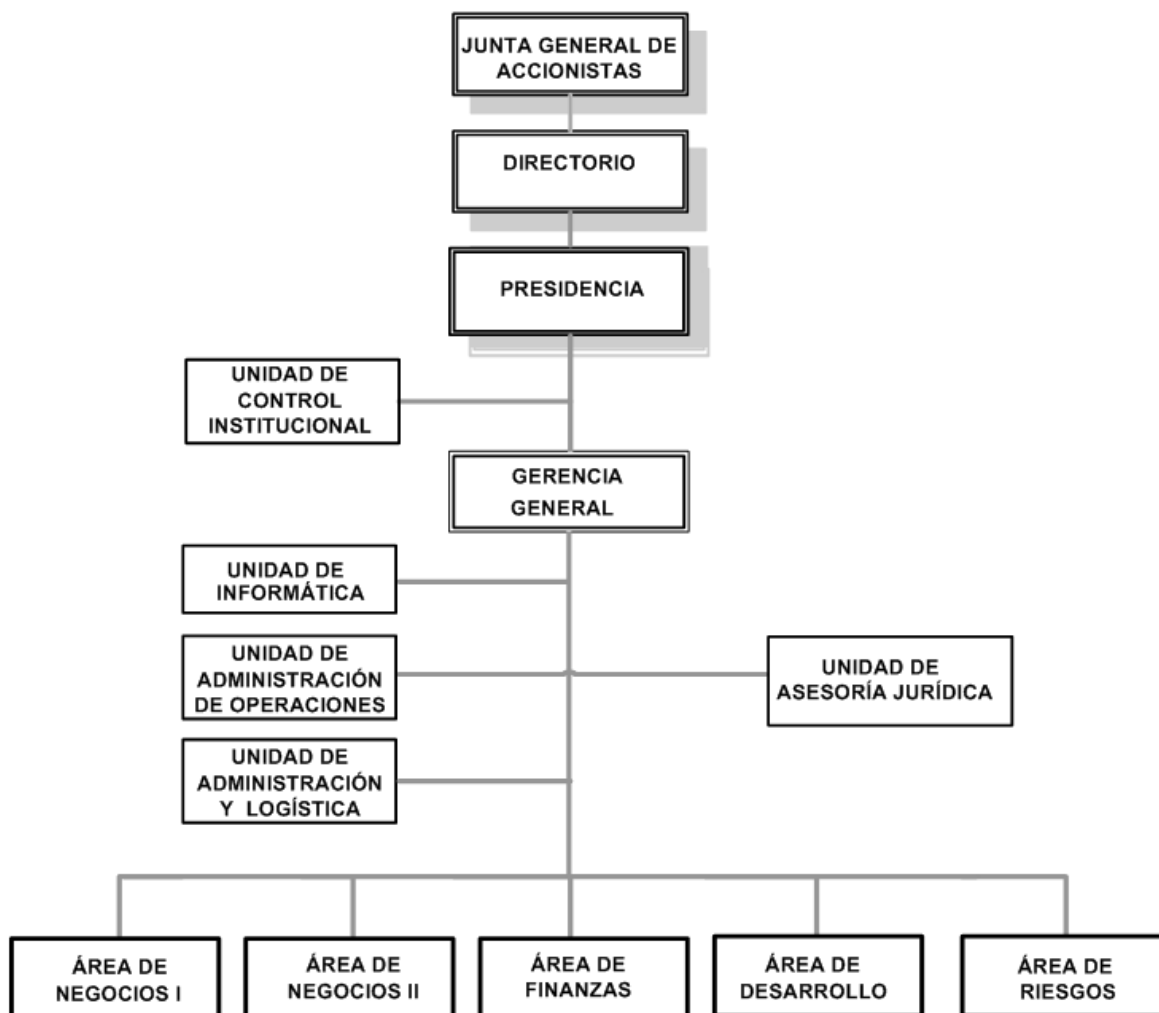 JUNTA GENERAL DE
ACCIONISTAS
DIRECTORIO
PRESIDENCIA
UNIDAD DE
CONTROL
INSTITUCIONAL
GERENCIA
GENERAL
UNIDAD DE
INFORMÁTICA
UNIDAD DE
ADMINISTRACIÓN
DE OPERACIONES
UNIDAD DE
ASESORÍA JURÍDICA
UNIDAD DE
ADMINISTRACIÓN
Y LOGÍSTICA
ÁREA DE
NEGOCIOS I
ÁREA DE
NEGOCIOS II
ÁREA DE
FINANZAS
ÁREA DE
DESARROLLO
ÁREA DE
RIESGOS